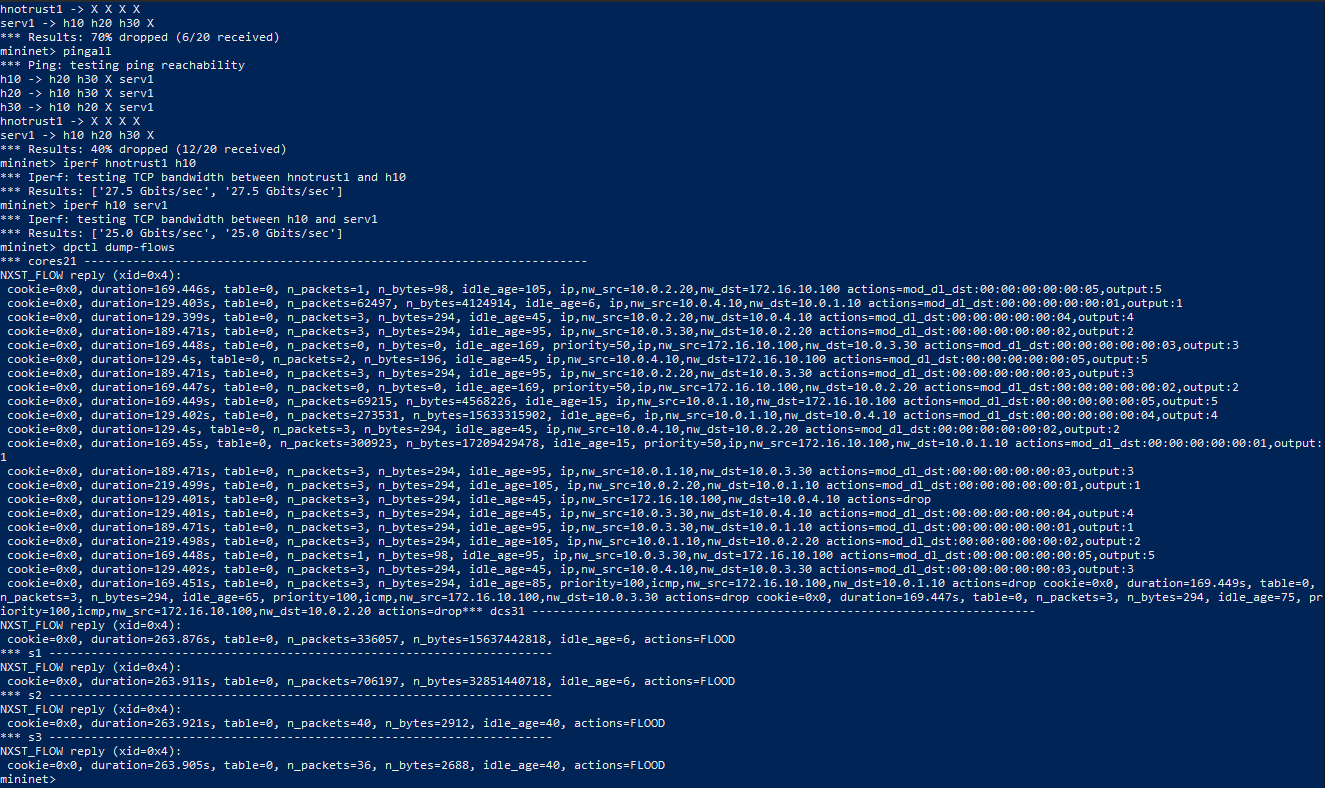 hnotrust1 -> X X X X
serv1 -> h10 h20 h30 X
*** Results: 70% dropped (6/20 received)
mininet> pingall
*** Ping: testing ping reachability
h10 -> h20 h30 X serv1
h20 -> h10 h30 X serv1
h30 -> h10 h20 X serv1
hnotrust1 -> X X X X
serv1 -> h10 h20 h30 X
*** Results: 40% dropped (12/20 received)
mininet> iperf hnotrust1 h10
*** Iperf: testing TCP bandwidth between hnotrust1 and h10
*** Results: ['27.5 Gbits/sec', '27.5 Gbits/sec']
mininet> iperf h10 serv1
*** Iperf: testing TCP bandwidth between h10 and serv1
*** Results: ['25.0 Gbits/sec', '25.0 Gbits/sec']
mininet> dpctl dump-flows
*** cores21 ------------------------------------------------------------------------
NXST_FLOW reply (xid=0x4):
 cookie=0x0, duration=169.446s, table=0, n_packets=1, n_bytes=98, idle_age=105, ip,nw_src=10.0.2.20,nw_dst=172.16.10.100 actions=mod_dl_dst:00:00:00:00:00:05,output:5
 cookie=0x0, duration=129.403s, table=0, n_packets=62497, n_bytes=4124914, idle_age=6, ip,nw_src=10.0.4.10,nw_dst=10.0.1.10 actions=mod_dl_dst:00:00:00:00:00:01,output:1
 cookie=0x0, duration=129.399s, table=0, n_packets=3, n_bytes=294, idle_age=45, ip,nw_src=10.0.2.20,nw_dst=10.0.4.10 actions=mod_dl_dst:00:00:00:00:00:04,output:4
 cookie=0x0, duration=189.471s, table=0, n_packets=3, n_bytes=294, idle_age=95, ip,nw_src=10.0.3.30,nw_dst=10.0.2.20 actions=mod_dl_dst:00:00:00:00:00:02,output:2
 cookie=0x0, duration=169.448s, table=0, n_packets=0, n_bytes=0, idle_age=169, priority=50,ip,nw_src=172.16.10.100,nw_dst=10.0.3.30 actions=mod_dl_dst:00:00:00:00:00:03,output:3
 cookie=0x0, duration=129.4s, table=0, n_packets=2, n_bytes=196, idle_age=45, ip,nw_src=10.0.4.10,nw_dst=172.16.10.100 actions=mod_dl_dst:00:00:00:00:00:05,output:5
 cookie=0x0, duration=189.471s, table=0, n_packets=3, n_bytes=294, idle_age=95, ip,nw_src=10.0.2.20,nw_dst=10.0.3.30 actions=mod_dl_dst:00:00:00:00:00:03,output:3
 cookie=0x0, duration=169.447s, table=0, n_packets=0, n_bytes=0, idle_age=169, priority=50,ip,nw_src=172.16.10.100,nw_dst=10.0.2.20 actions=mod_dl_dst:00:00:00:00:00:02,output:2
 cookie=0x0, duration=169.449s, table=0, n_packets=69215, n_bytes=4568226, idle_age=15, ip,nw_src=10.0.1.10,nw_dst=172.16.10.100 actions=mod_dl_dst:00:00:00:00:00:05,output:5
 cookie=0x0, duration=129.402s, table=0, n_packets=273531, n_bytes=15633315902, idle_age=6, ip,nw_src=10.0.1.10,nw_dst=10.0.4.10 actions=mod_dl_dst:00:00:00:00:00:04,output:4
 cookie=0x0, duration=129.4s, table=0, n_packets=3, n_bytes=294, idle_age=45, ip,nw_src=10.0.4.10,nw_dst=10.0.2.20 actions=mod_dl_dst:00:00:00:00:00:02,output:2
 cookie=0x0, duration=169.45s, table=0, n_packets=300923, n_bytes=17209429478, idle_age=15, priority=50,ip,nw_src=172.16.10.100,nw_dst=10.0.1.10 actions=mod_dl_dst:00:00:00:00:00:01,output:
1
 cookie=0x0, duration=189.471s, table=0, n_packets=3, n_bytes=294, idle_age=95, ip,nw_src=10.0.1.10,nw_dst=10.0.3.30 actions=mod_dl_dst:00:00:00:00:00:03,output:3
 cookie=0x0, duration=219.499s, table=0, n_packets=3, n_bytes=294, idle_age=105, ip,nw_src=10.0.2.20,nw_dst=10.0.1.10 actions=mod_dl_dst:00:00:00:00:00:01,output:1
 cookie=0x0, duration=129.401s, table=0, n_packets=3, n_bytes=294, idle_age=45, ip,nw_src=172.16.10.100,nw_dst=10.0.4.10 actions=drop
 cookie=0x0, duration=129.401s, table=0, n_packets=3, n_bytes=294, idle_age=45, ip,nw_src=10.0.3.30,nw_dst=10.0.4.10 actions=mod_dl_dst:00:00:00:00:00:04,output:4
 cookie=0x0, duration=189.471s, table=0, n_packets=3, n_bytes=294, idle_age=95, ip,nw_src=10.0.3.30,nw_dst=10.0.1.10 actions=mod_dl_dst:00:00:00:00:00:01,output:1
 cookie=0x0, duration=219.498s, table=0, n_packets=3, n_bytes=294, idle_age=105, ip,nw_src=10.0.1.10,nw_dst=10.0.2.20 actions=mod_dl_dst:00:00:00:00:00:02,output:2
 cookie=0x0, duration=169.448s, table=0, n_packets=1, n_bytes=98, idle_age=95, ip,nw_src=10.0.3.30,nw_dst=172.16.10.100 actions=mod_dl_dst:00:00:00:00:00:05,output:5
 cookie=0x0, duration=129.402s, table=0, n_packets=3, n_bytes=294, idle_age=45, ip,nw_src=10.0.4.10,nw_dst=10.0.3.30 actions=mod_dl_dst:00:00:00:00:00:03,output:3
 cookie=0x0, duration=169.451s, table=0, n_packets=3, n_bytes=294, idle_age=85, priority=100,icmp,nw_src=172.16.10.100,nw_dst=10.0.1.10 actions=drop cookie=0x0, duration=169.449s, table=0,
n_packets=3, n_bytes=294, idle_age=65, priority=100,icmp,nw_src=172.16.10.100,nw_dst=10.0.3.30 actions=drop cookie=0x0, duration=169.447s, table=0, n_packets=3, n_bytes=294, idle_age=75, pr
iority=100,icmp,nw_src=172.16.10.100,nw_dst=10.0.2.20 actions=drop*** dcs31 ------------------------------------------------------------------------
NXST_FLOW reply (xid=0x4):
 cookie=0x0, duration=263.876s, table=0, n_packets=336057, n_bytes=15637442818, idle_age=6, actions=FLOOD
*** s1 ------------------------------------------------------------------------
NXST_FLOW reply (xid=0x4):
 cookie=0x0, duration=263.911s, table=0, n_packets=706197, n_bytes=32851440718, idle_age=6, actions=FLOOD
*** s2 ------------------------------------------------------------------------
NXST_FLOW reply (xid=0x4):
 cookie=0x0, duration=263.921s, table=0, n_packets=40, n_bytes=2912, idle_age=40, actions=FLOOD
*** s3 ------------------------------------------------------------------------
NXST_FLOW reply (xid=0x4):
 cookie=0x0, duration=263.905s, table=0, n_packets=36, n_bytes=2688, idle_age=40, actions=FLOOD
mininet>